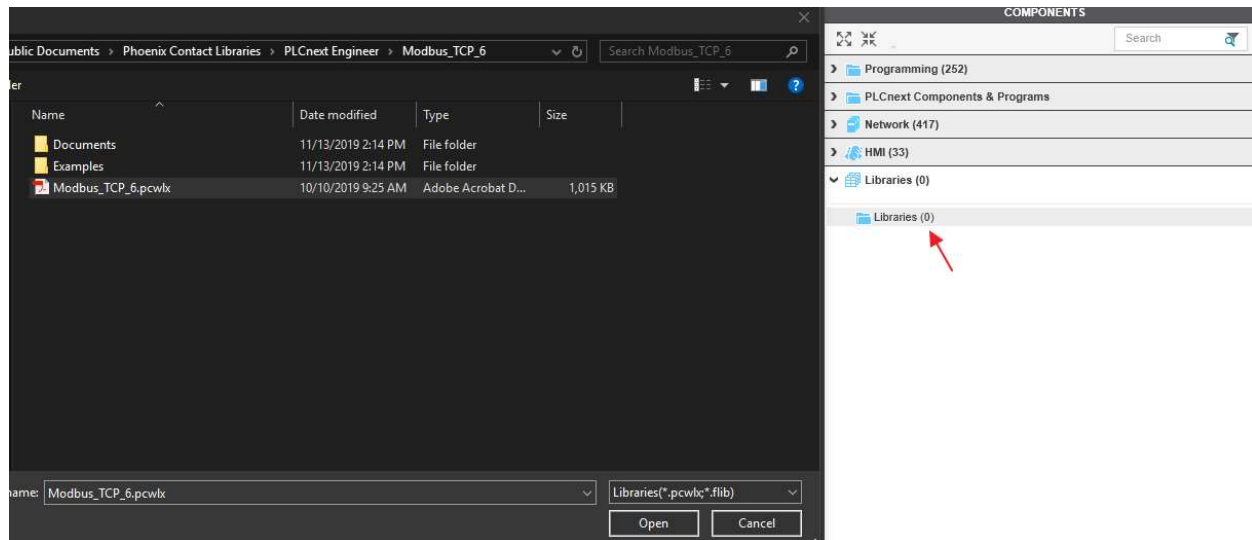 COMPONENTS
ublic Documents > Phoenix Contact Libraries > PLCnext Engineer > Modbus_TCP_6
Search Modbus_TCP_6
Search
Programming (252)
ler
PLCnext Components & Programs
Name Date modified Type Size
Network (417)
Documents 11/13/2019 2:14 PM File folder
HMI (33)
Examples 11/13/2019 2:14 PM File folder
Modbus_TCP_6.pcwlx 10/10/2019 9:25 AM Adobe Acrobat D... 1,015 KB
Libraries (0)
Libraries (0)
name: Modbus_TCP_6.pcwlx
Libraries(*.pcwlx;*.flib)
Open Cancel